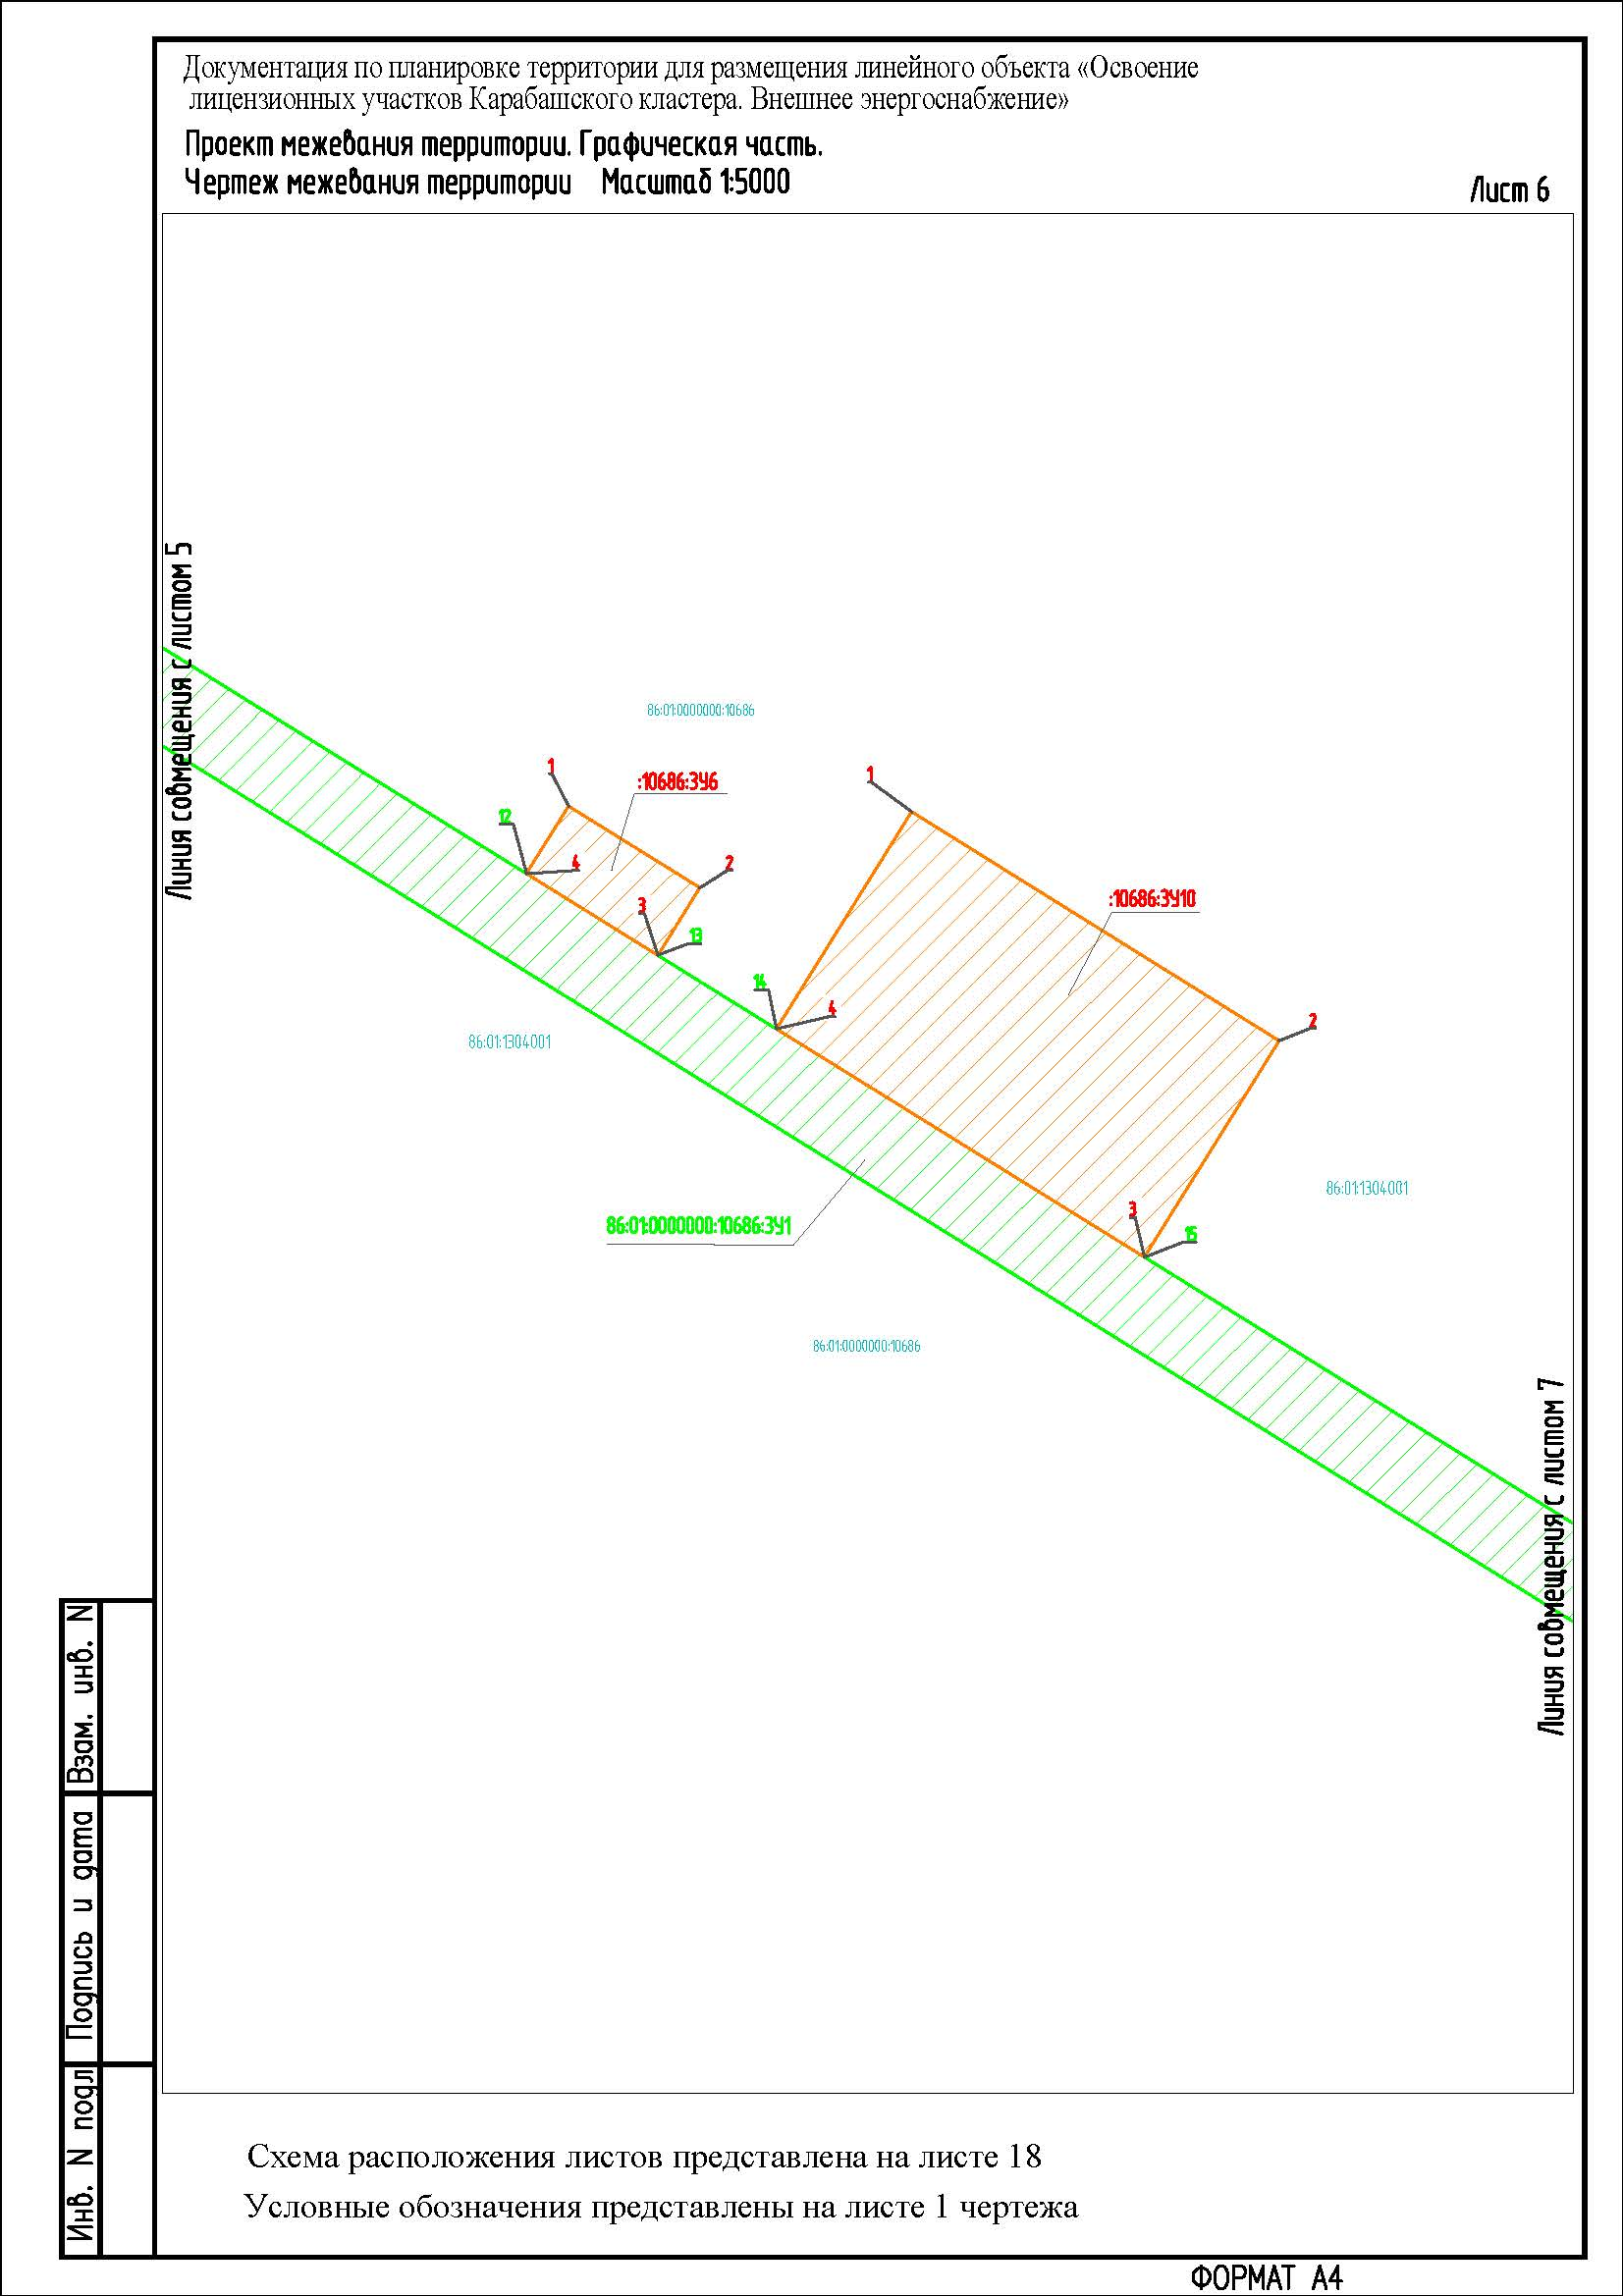 Документация по планировке территории для размещения линейного объекта «Освоение
лицензионных участков Карабашского кластера. Внешнее энергоснабжение»
Проект межевания территории. Графическая часть.
Чертеж межевания территории Масштаб 1:5000
Лист 6
Линия совмещения с листом 5
86:01:0000000:10686
1
:10686:ЗУ6
1
12
4
2
3
13
:10686:ЗУ10
14
4
2
86:01:1304001
86:01:1304001
3
15
86:01:0000000:10686:ЗУ1
86:01:0000000:10686
Линия совмещения с листом 7
Взам. инв. N
Подпись и дата
Инв. N подл
Схема расположения листов представлена на листе 18
Условные обозначения представлены на листе 1 чертежа
ФОРМАТ А4